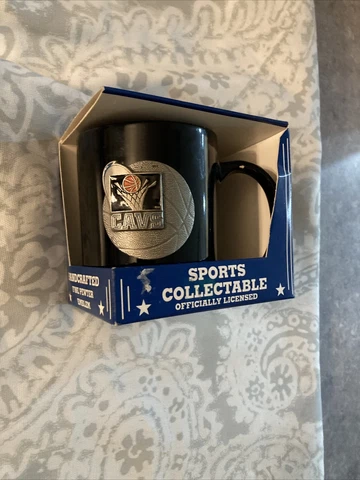 CAVS
HANDCRAFTED
FINE PEWTER
EMBLEM
SPORTS
COLLECTABLE
OFFICIALLY LICENSED